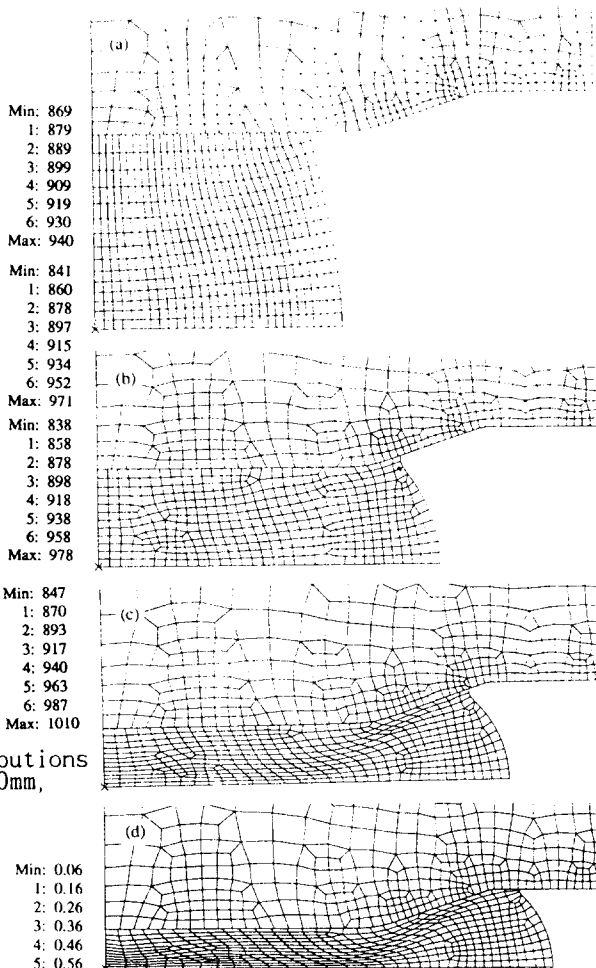 (a)
Min: 869
1: 879
2: 889
3: 899
4: 909
5: 919
6: 930
Max: 940
Min: 841
1: 860
2: 878
3: 897
4: 915
5: 934
6: 952
Max: 971
(b)
Min: 838
1: 858
2: 878
3: 898
4: 918
5: 938
6: 958
Max: 978
(c)
Min: 847
1: 870
2: 893
3: 917
4: 940
5: 963
6: 987
Max: 1010
butions
0mm,
(d)
Min: 0.06
1: 0.16
2: 0.26
3: 0.36
4: 0.46
5: 0.56